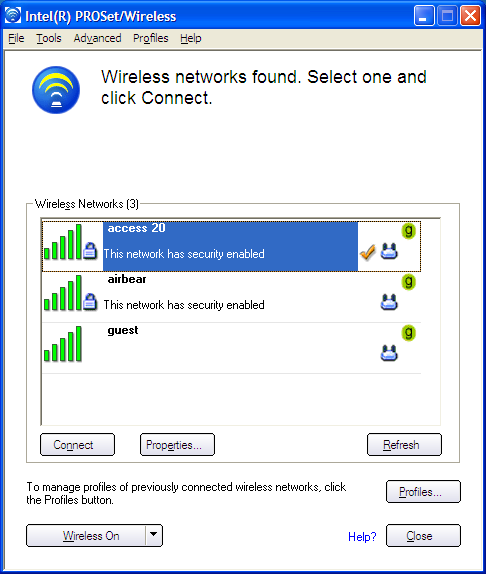 Intel(R) PROSet/Wireless
File Tools Advanced Profiles Help
Wireless networks found. Select one and
click Connect.
Wireless Networks (3)
access 20
g
This network has security enabled
airbear
g
This network has security enabled
guest
g
Connect Properties... Refresh
To manage profiles of previously connected wireless networks, click
the Profiles button.
Profiles...
Wireless On Help? Close